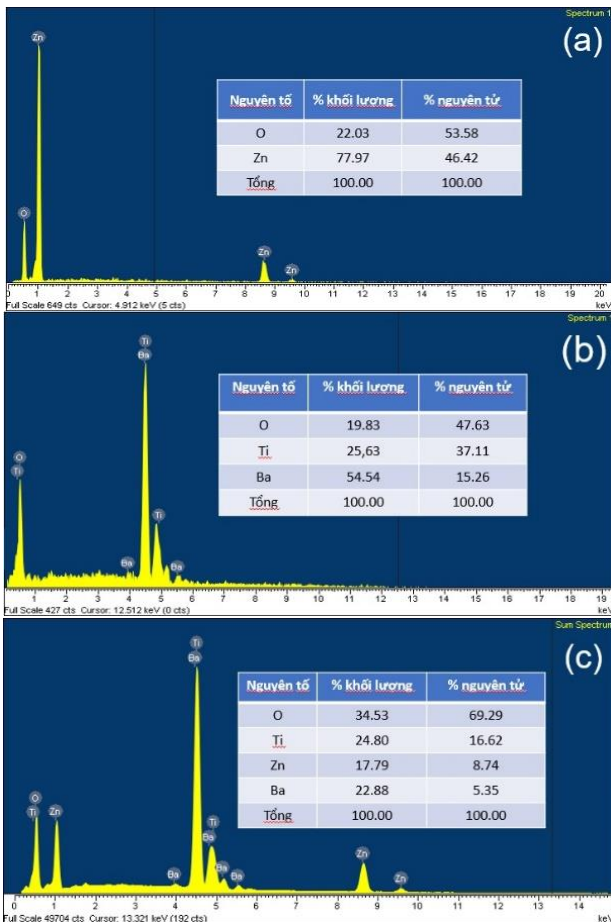 Spectrum 1
(a)
Nguyên tố % khối lượng % nguyên tử
O 22.03 53.58
Zn 77.97 46.42
Tổng 100.00 100.00
Zn
O
Zn
Zn
0 1 2 3 4 5 6 7 8 9 10 11 12 13 14 15 16 17 18 19 20
Full Scale 649 cts Cursor: 4.912 keV (5 cts) keV
(b)
Nguyên tố % khối lượng % nguyên tử
O 19.83 47.63
Ti 25,63 37.11
Ba 54.54 15.26
Tổng 100.00 100.00
Ti
Ba
O
Ti
Ti
Ba
Ba
1 2 3 4 5 6 7 8 9 10 11 12 13 14 15 16 17 18 19
Full Scale 427 cts Cursor: 12.512 keV (0 cts) keV
Sum Spectrum
(c)
Nguyên tố % khối lượng % nguyên tử
O 34.53 69.29
Ti 24.80 16.62
Zn 17.79 8.74
Ba 22.88 5.35
Tổng 100.00 100.00
Ti
Ba
O
Ti
Zn
Ti
Ba
Ba
Ba
Ba
Zn
Zn
0 1 2 3 4 5 6 7 8 9 10 11 12 13 14
Full Scale 49704 cts Cursor: 13.321 keV (192 cts) keV